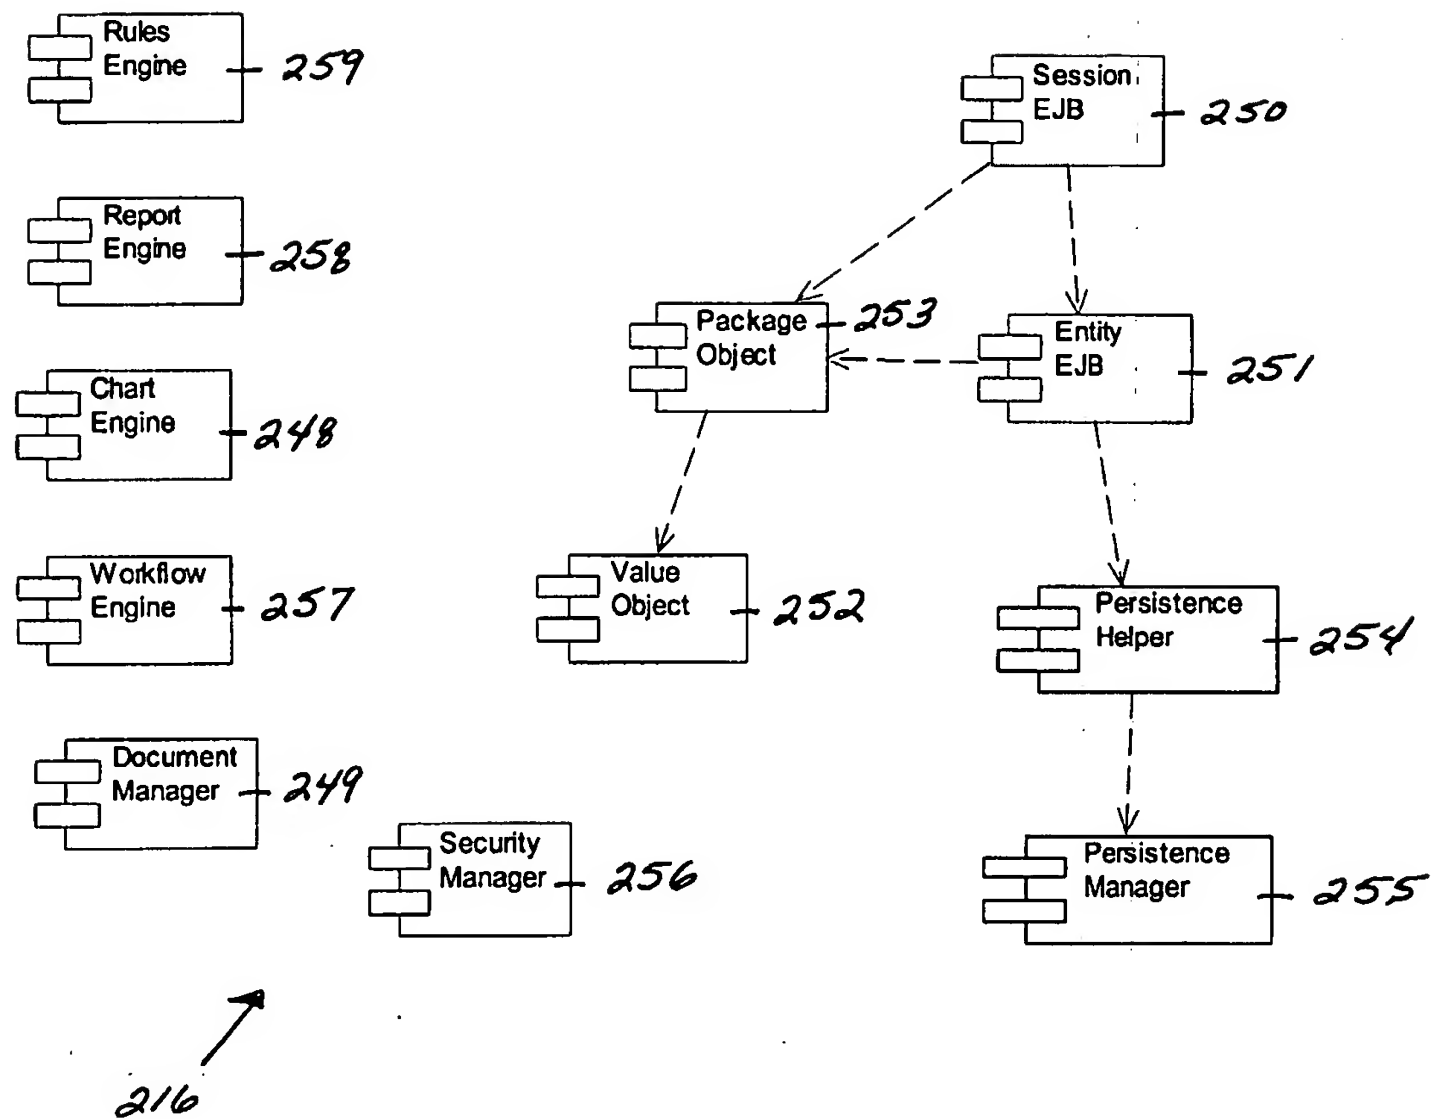 Rules
Engine
259
Session
EJB
250
Report
Engine
258
Package
Object
253
Entity
EJB
251
Chart
Engine
248
Workflow
Engine
257
Value
Object
252
Persistence
Helper
254
Document
Manager
249
Security
Manager
256
Persistence
Manager
255
216